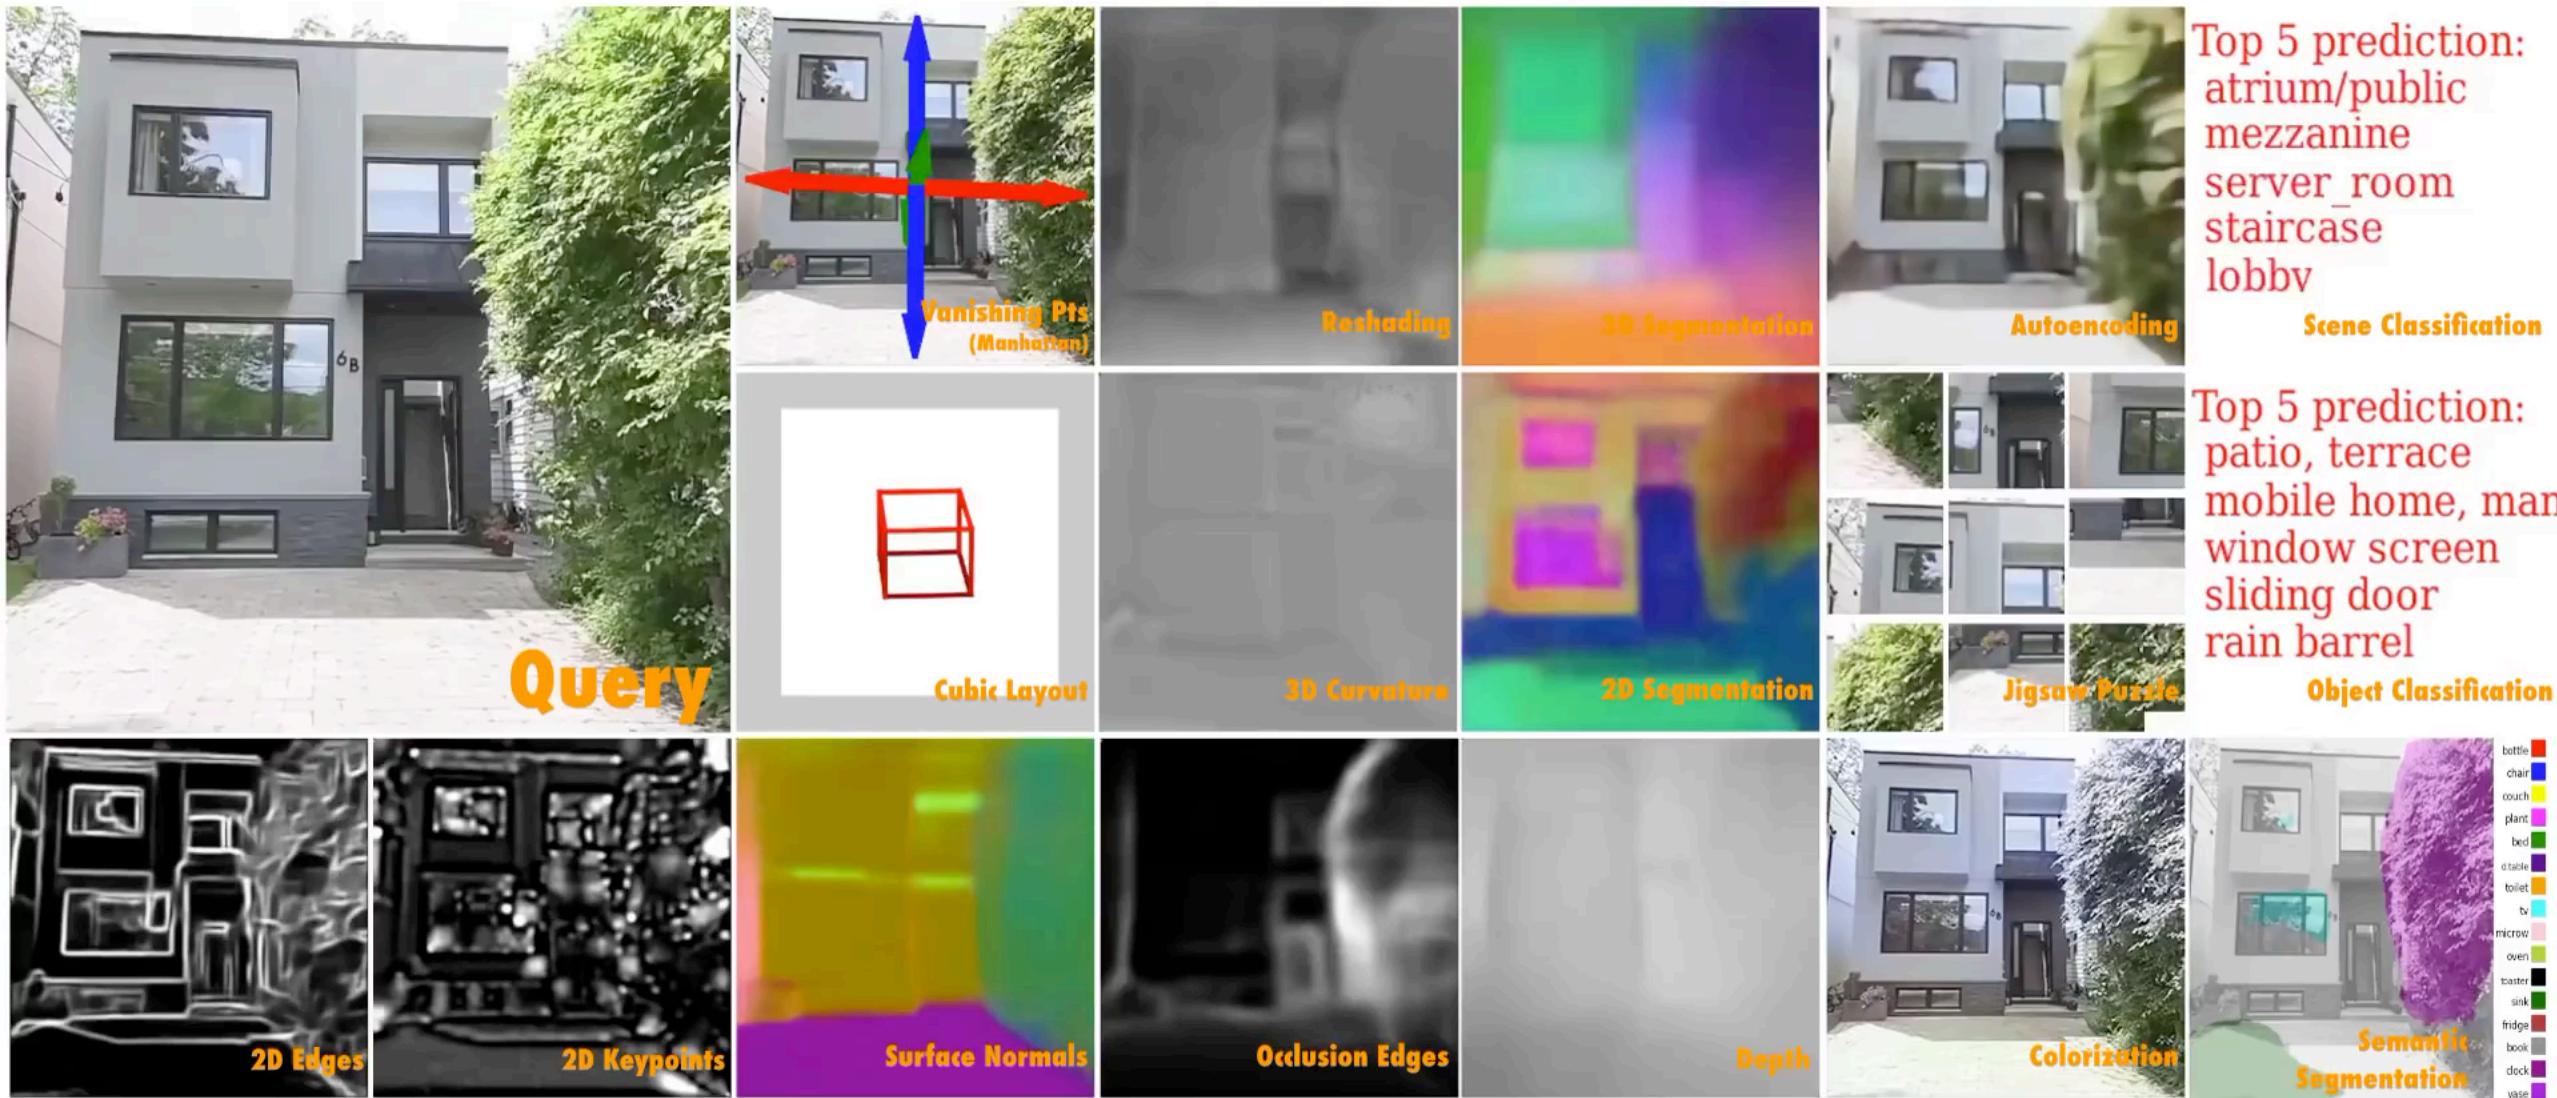 6B
Query
Vanishing Pts
(Manhattan)
Reshading
3D Segmentation
Autoencoding
Top 5 prediction:
atrium/public
mezzanine
server_room
staircase
lobby
Scene Classification
Cubic Layout
3D Curvature
2D Segmentation
Jigsaw Puzzle
Top 5 prediction:
patio, terrace
mobile home, man
window screen
sliding door
rain barrel
Object Classification
2D Edges
2D Keypoints
Surface Normals
Occlusion Edges
Depth
Colorization
Semantic
Segmentation
bottle
chair
couch
plant
bed
d.table
toilet
tv
microw
oven
toaster
sink
fridge
book
clock
vase